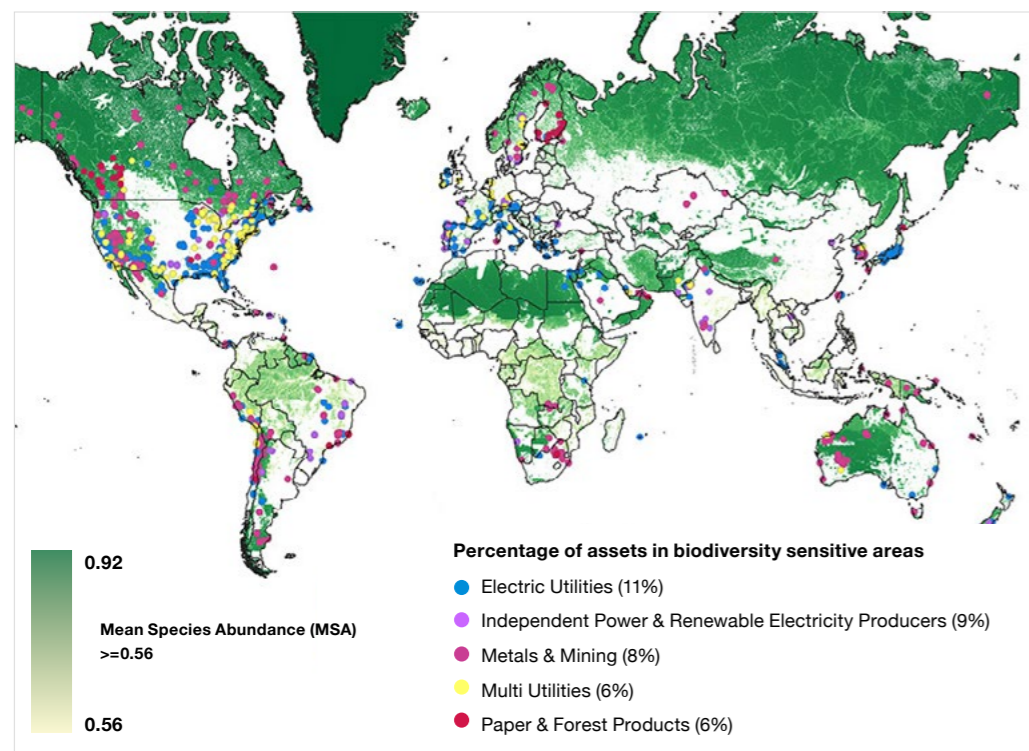 0.92
Mean Species Abundance (MSA)
>=0.56
0.56
Percentage of assets in biodiversity sensitive areas
Electric Utilities (11%)
Independent Power & Renewable Electricity Producers (9%)
Metals & Mining (8%)
Multi Utilities (6%)
Paper & Forest Products (6%)